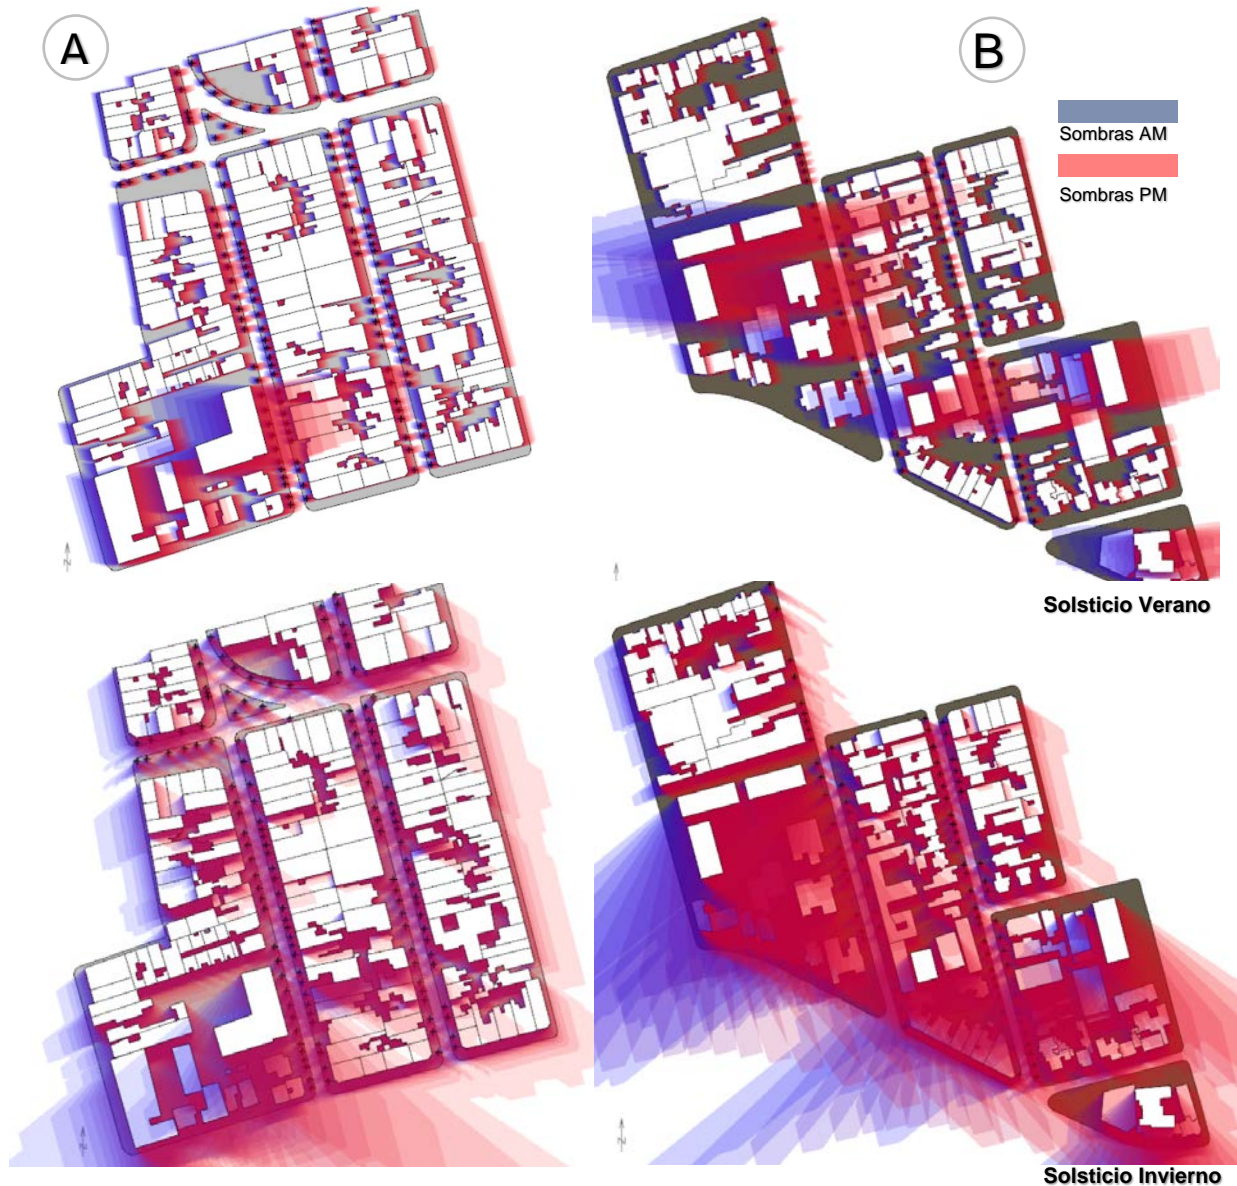 A
B
Sombras AM
Sombras PM
N
Solsticio Verano
N
N
Solsticio Invierno